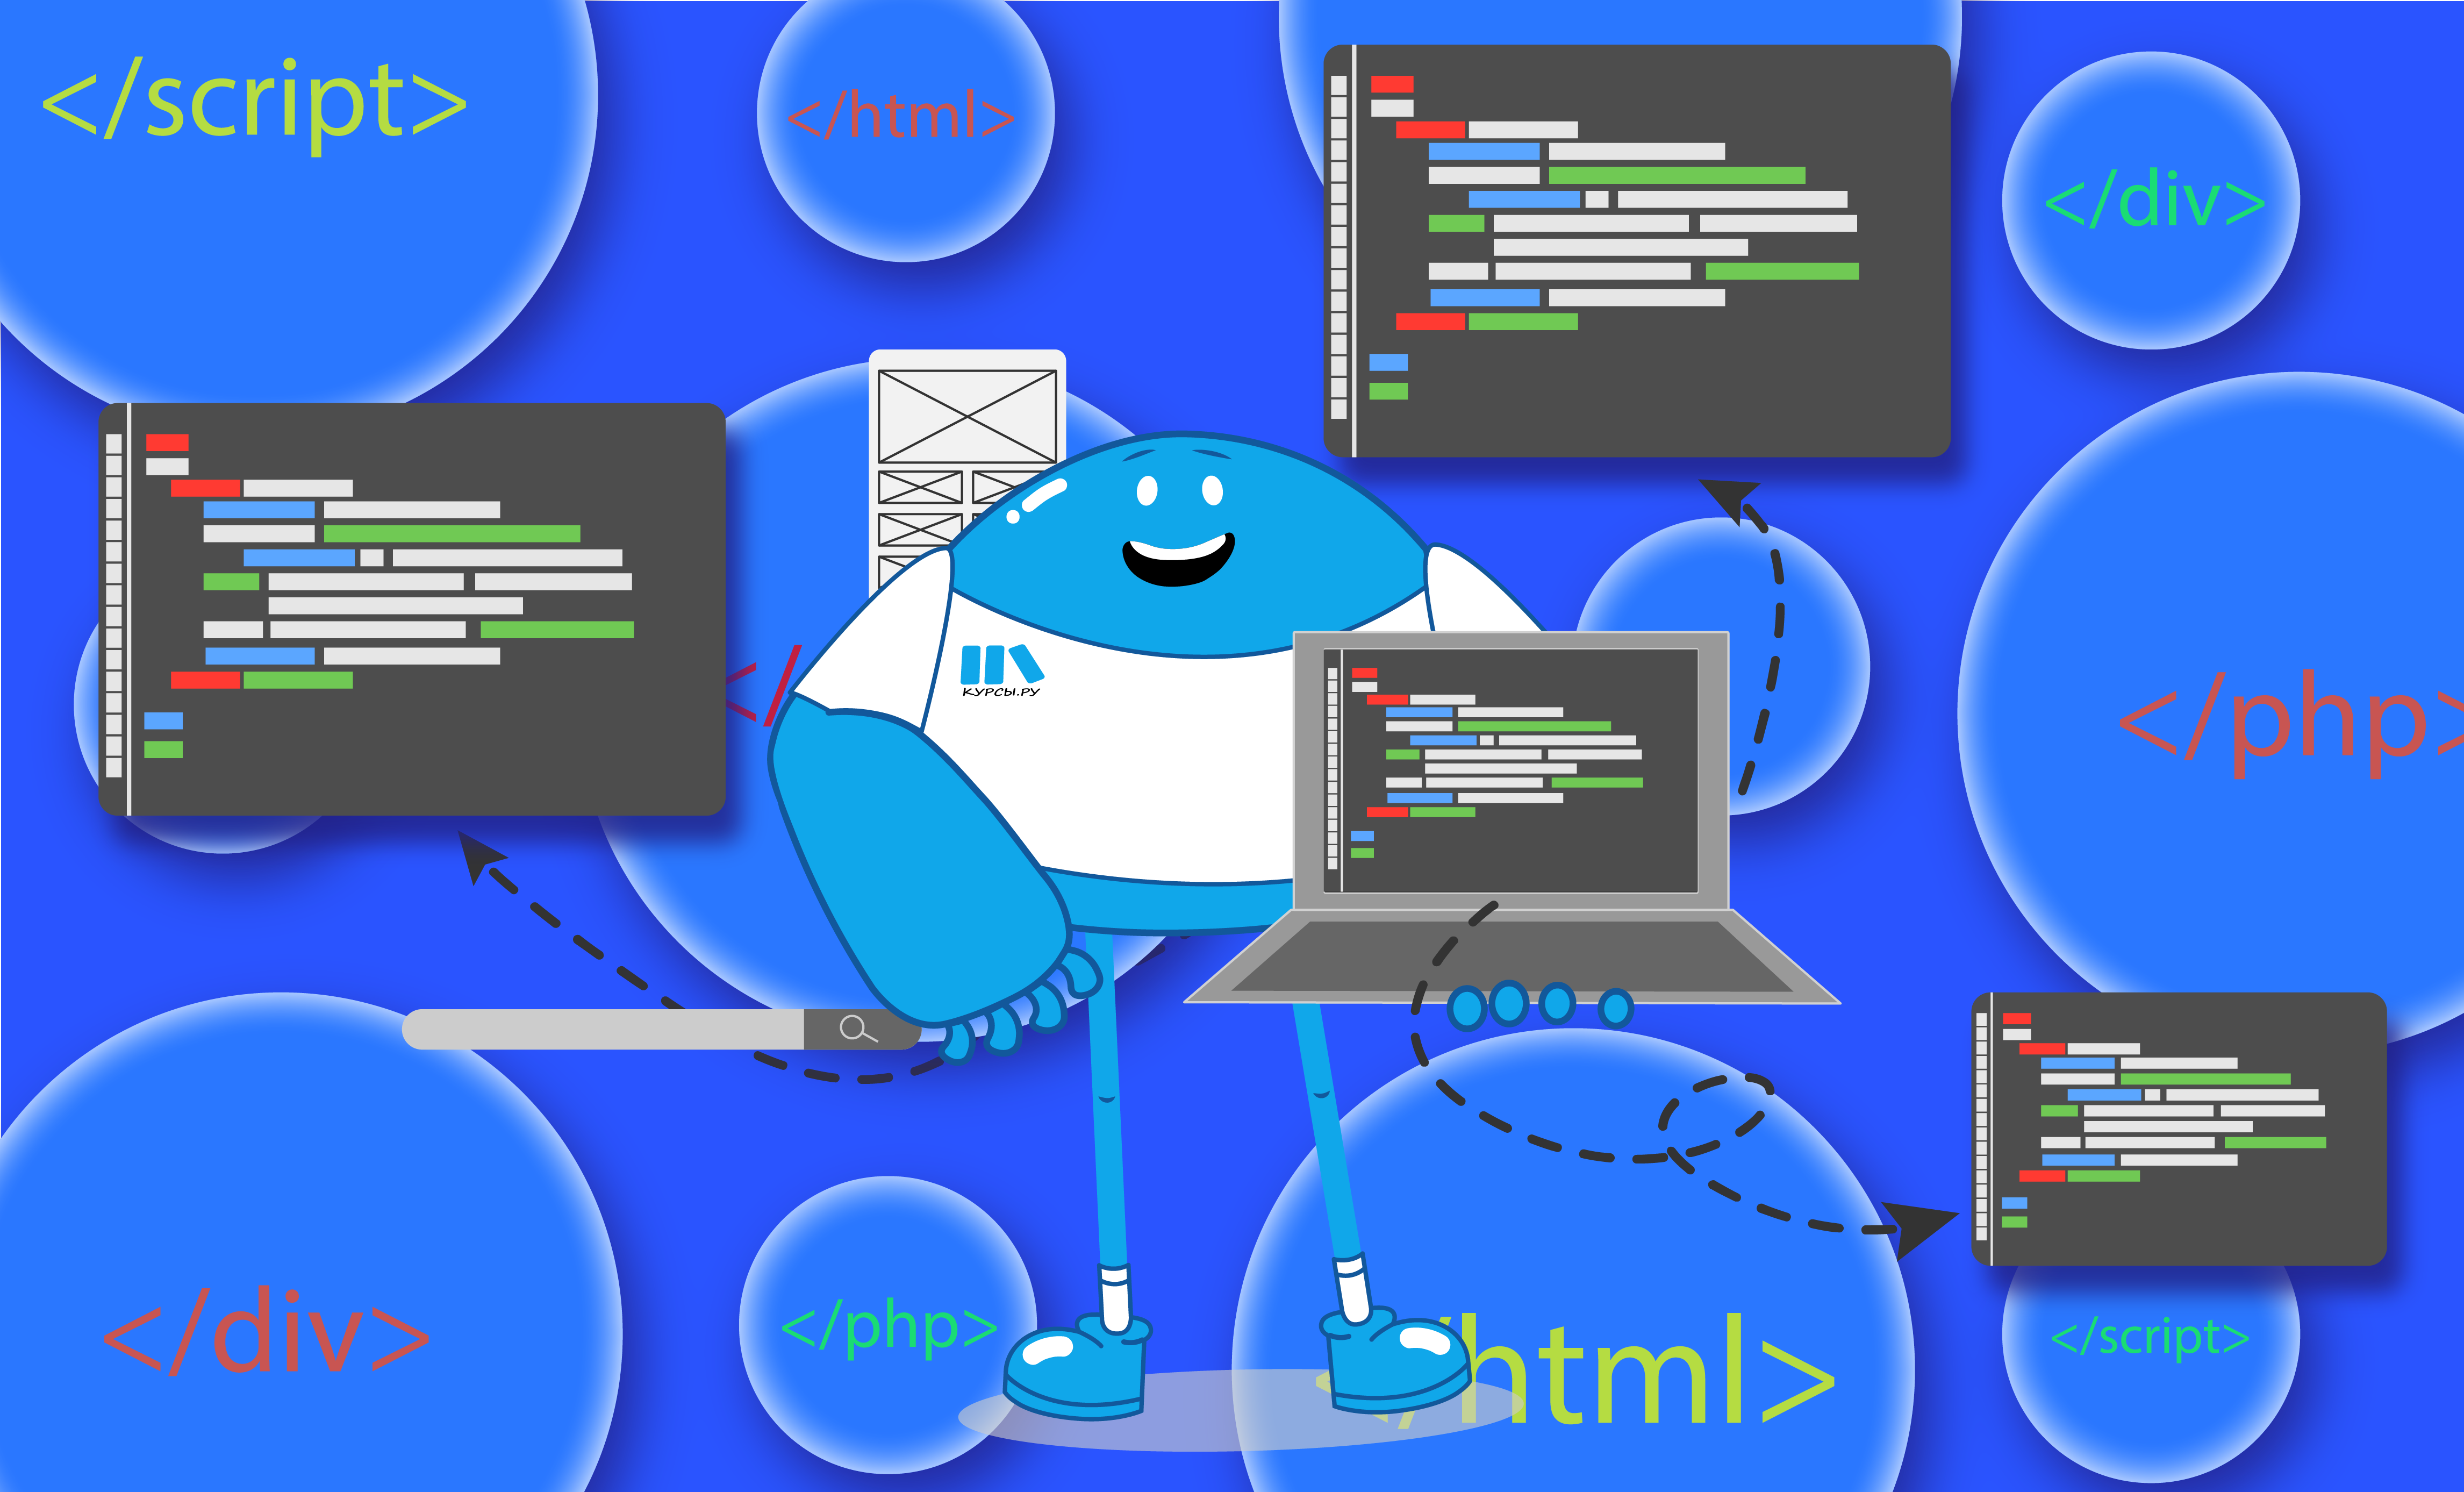 </script>
</html>
</div>
</
КУРСЫ.РУ
</php>
</div>
</php>
</html>
</script>